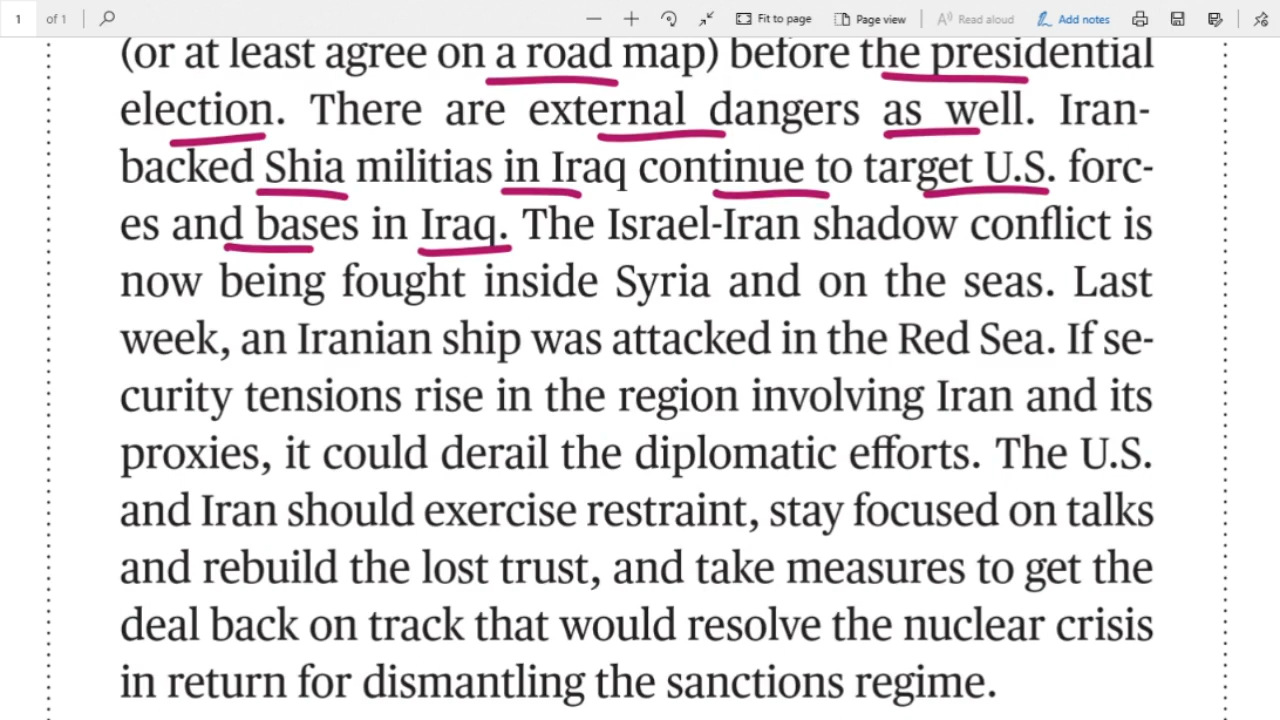 1 of 1 Fit to page Page view A Read aloud Add notes
(or at least agree on a road map) before the presidential
election. There are external dangers as well. Iran-
backed Shia militias in Iraq continue to target U.S. forc-
es and bases in Iraq. The Israel-Iran shadow conflict is
now being fought inside Syria and on the seas. Last
week, an Iranian ship was attacked in the Red Sea. If se-
curity tensions rise in the region involving Iran and its
proxies, it could derail the diplomatic efforts. The U.S.
and Iran should exercise restraint, stay focused on talks
and rebuild the lost trust, and take measures to get the
deal back on track that would resolve the nuclear crisis
in return for dismantling the sanctions regime.